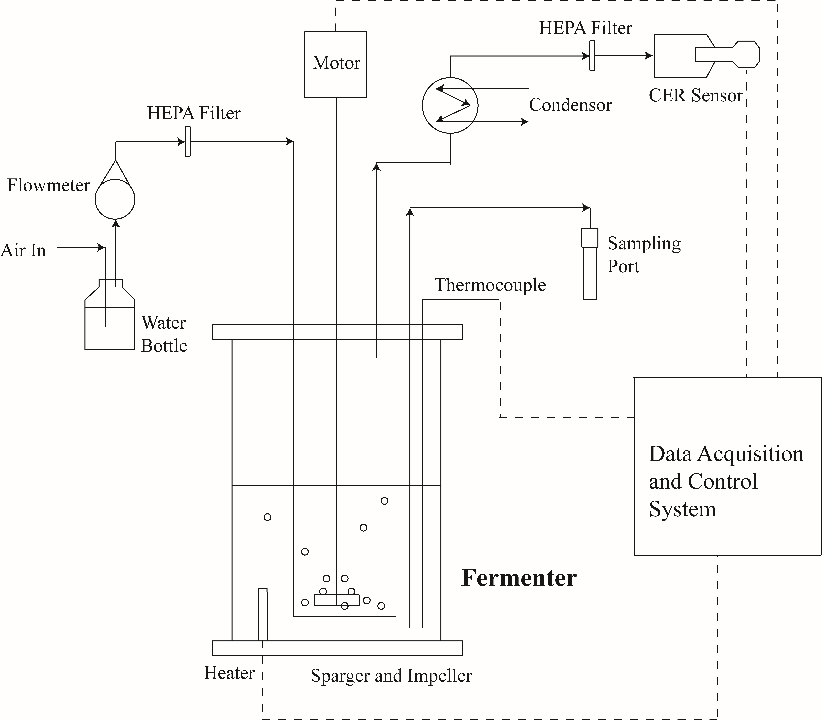 HEPA Filter
Motor
CER Sensor
Condensor
HEPA Filter
Flowmeter
Air In
Sampling
Port
Thermocouple
Water
Bottle
Data Acquisition
and Control
System
Fermenter
Heater
Sparger and Impeller